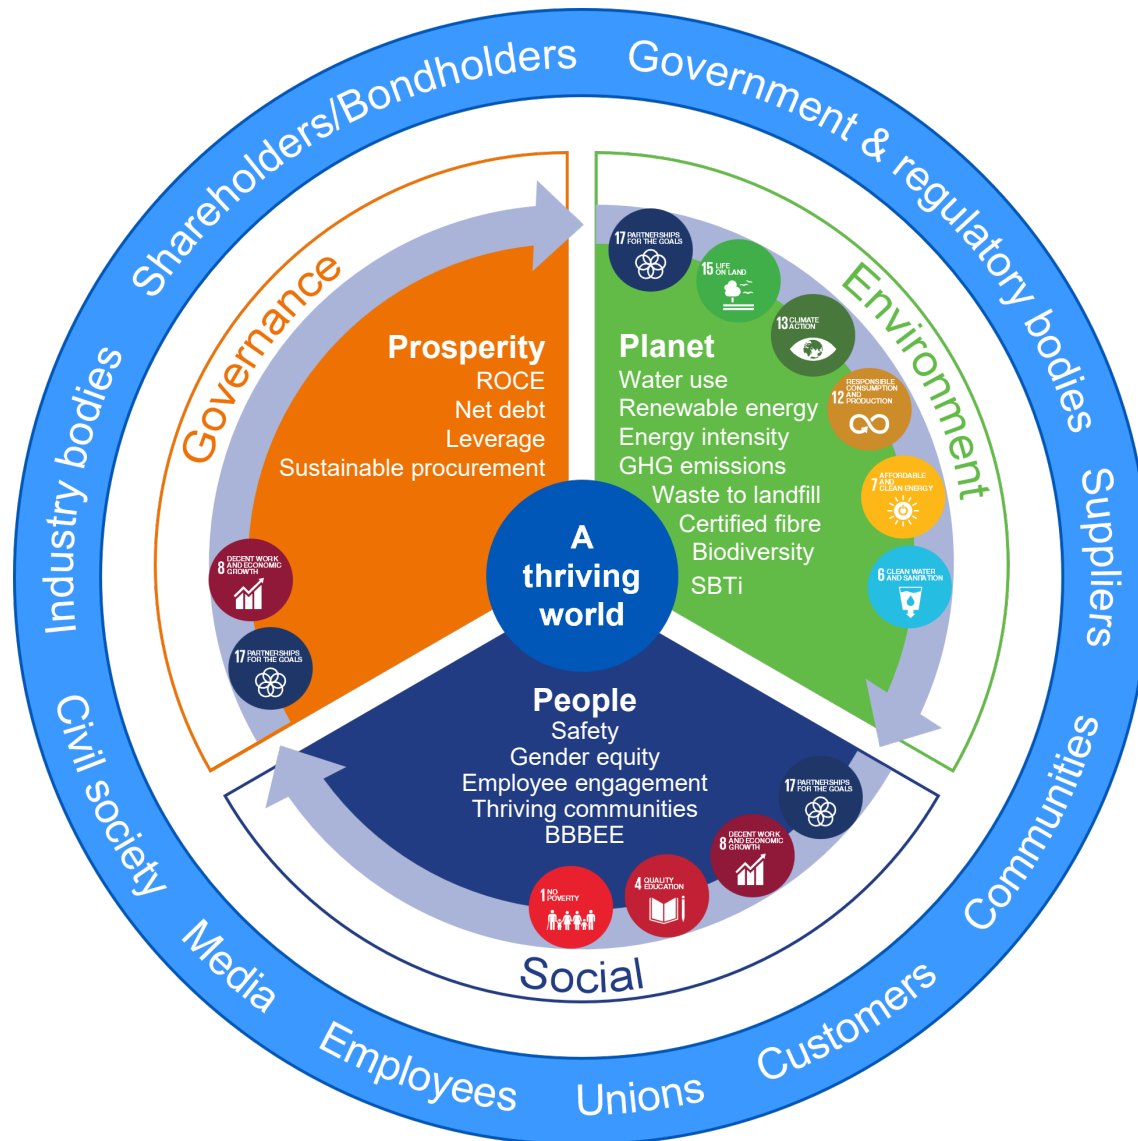 Shareholders/Bondholders
Government & regulatory bodies
Suppliers
Communities
Customers
Unions
Employees
Media
Civil society
Industry bodies
Governance
Prosperity
ROCE
Net debt
Leverage
Sustainable procurement
8 DECENT WORK
AND ECONOMIC
GROWTH
17 PARTNERSHIPS
FOR THE GOALS
Environment
Planet
Water use
Renewable energy
Energy intensity
GHG emissions
Waste to landfill
Certified fibre
Biodiversity
SBTi
17 PARTNERSHIPS
FOR THE GOALS
15 LIFE
ON LAND
13 CLIMATE
ACTION
12 RESPONSIBLE
CONSUMPTION
AND
PRODUCTION
7 AFFORDABLE
AND
CLEAN ENERGY
6 CLEAN WATER
AND SANITATION
A
thriving
world
People
Safety
Gender equity
Employee engagement
Thriving communities
BBBEE
17 PARTNERSHIPS
FOR THE GOALS
8 DECENT WORK
AND ECONOMIC
GROWTH
4 QUALITY
EDUCATION
1 NO
POVERTY
Social